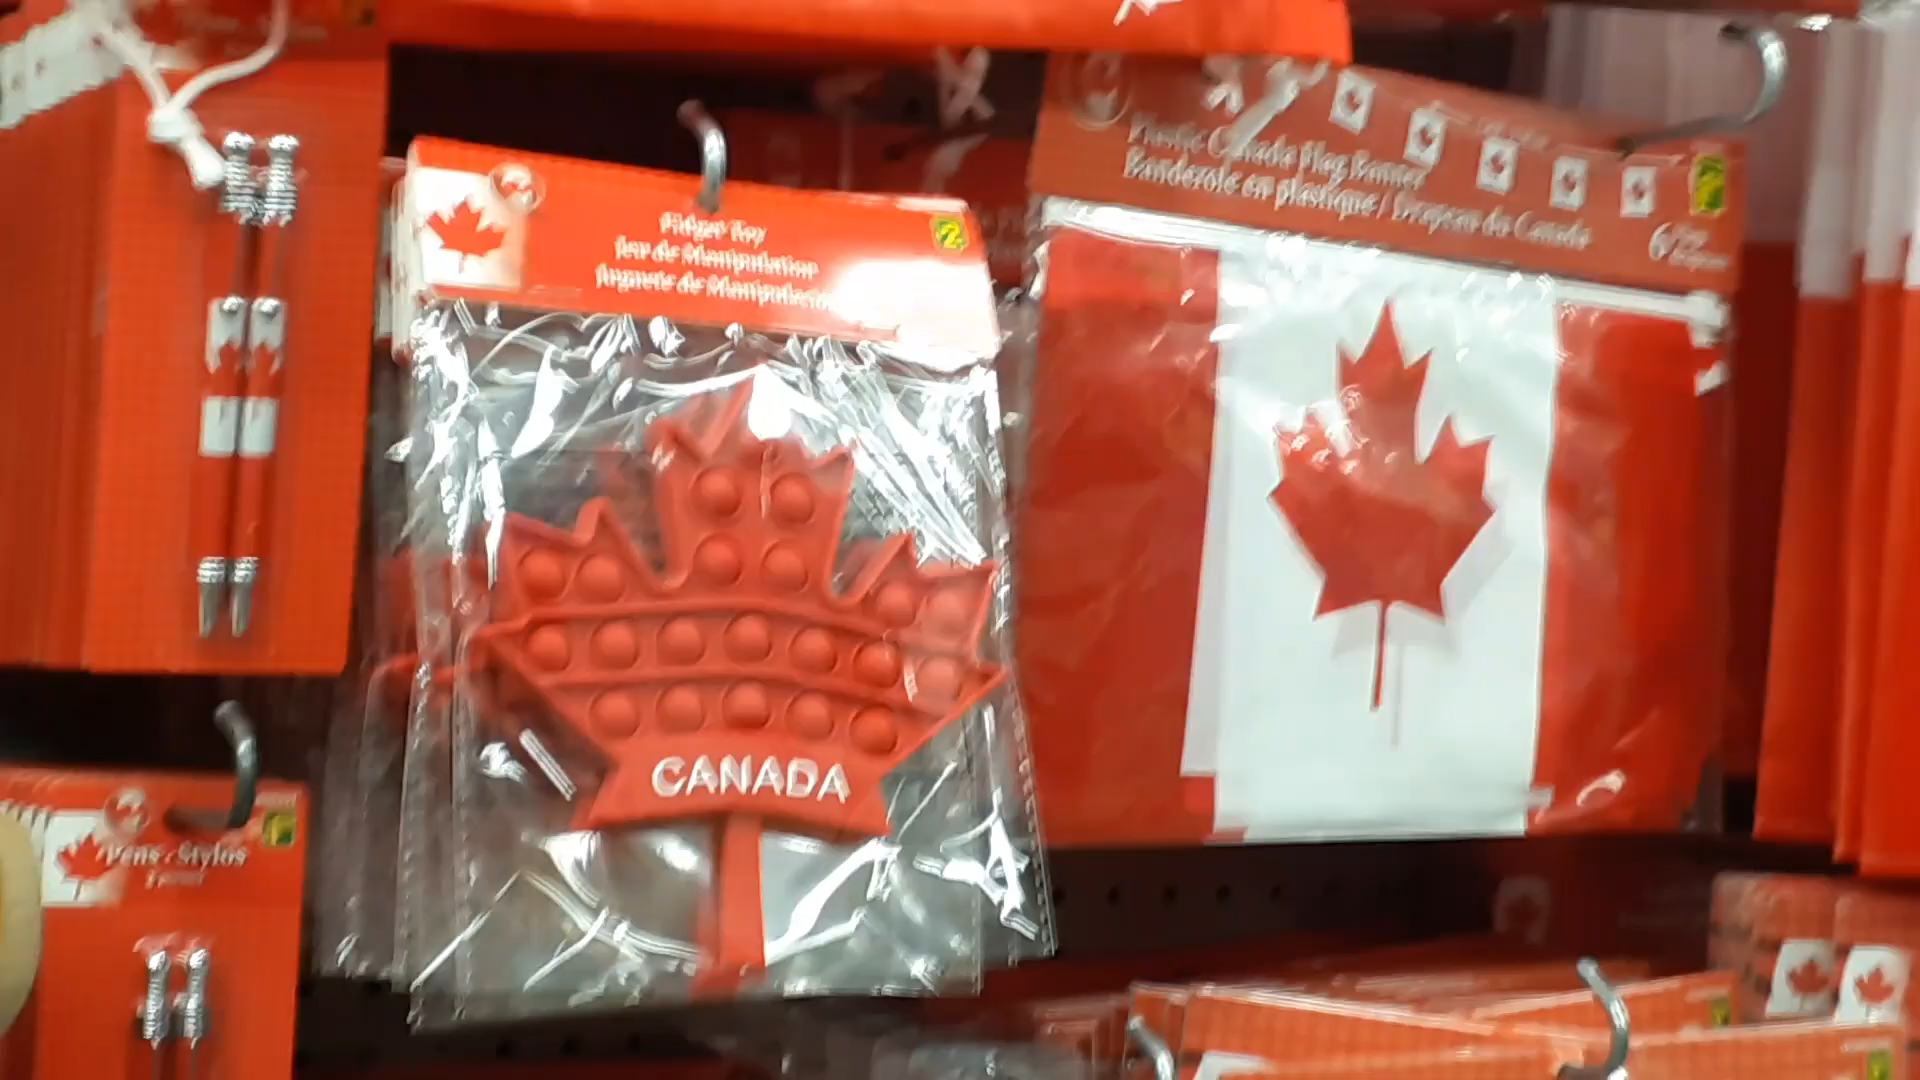 Fidget Toy
Jeu de Manipulation
Juguete de Manipulación
2
CANADA
Plastic Canada Flag Banner
Banderole en plastique / Drapeau du Canada
6
Pens • Stylos